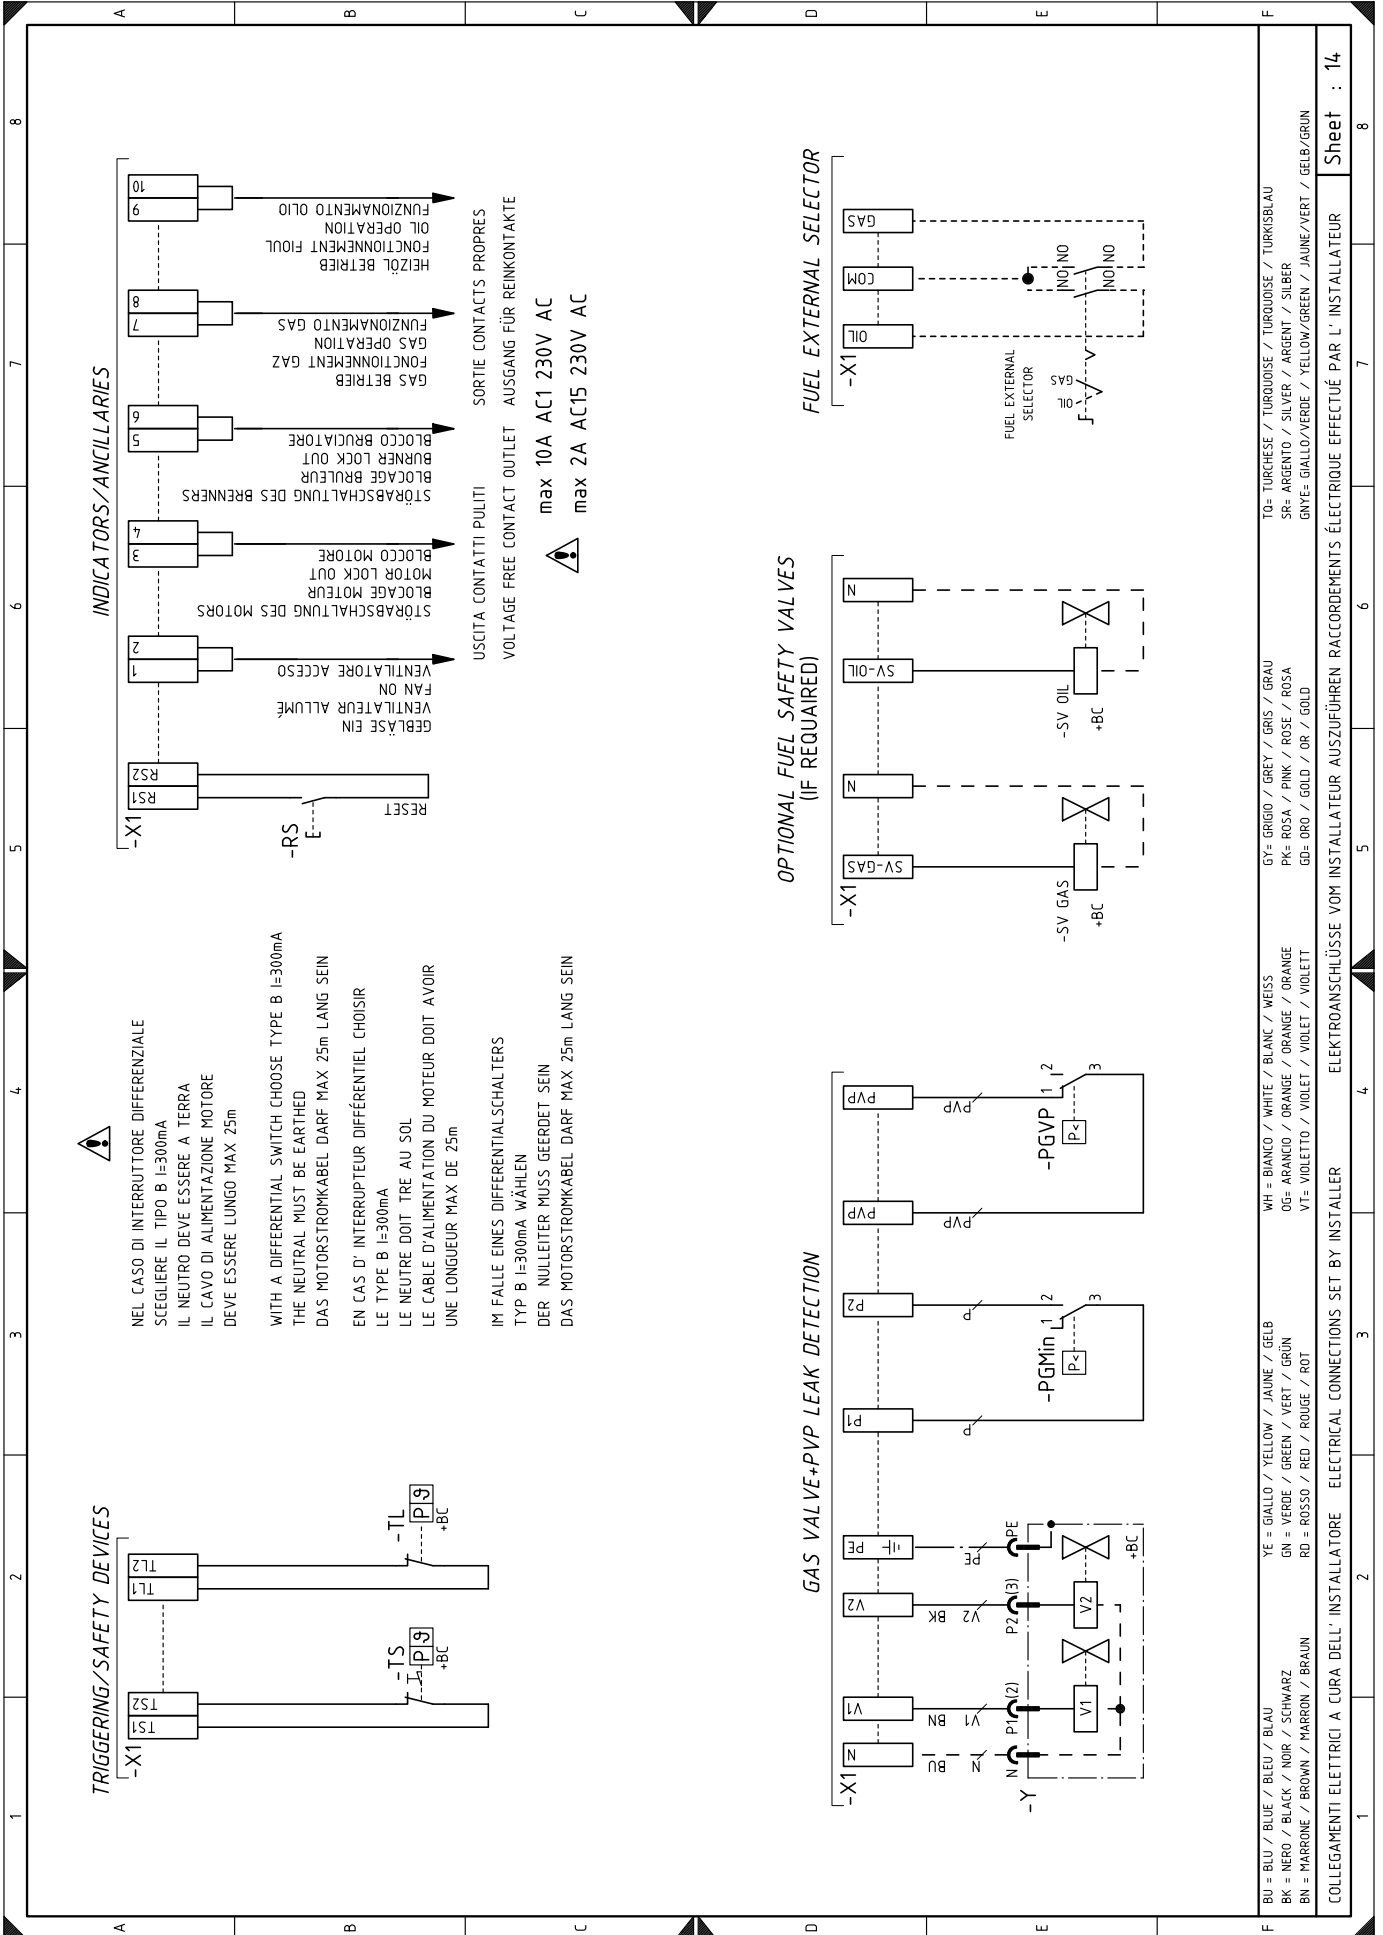 1
2
3
4
5
6
7
8
A
B
C
D
E
F
TRIGGERING/SAFETY DEVICES
-X1
TS1
TS2
TL1
TL2
-TS
P ϑ
+BC
-TL
P ϑ
+BC
NEL CASO DI INTERRUTTORE DIFFERENZIALE
SCEGLIERE IL TIPO B I=300mA
IL NEUTRO DEVE ESSERE A TERRA
IL CAVO DI ALIMENTAZIONE MOTORE
DEVE ESSERE LUNGO MAX 25m
WITH A DIFFERENTIAL SWITCH CHOOSE TYPE B I=300mA
THE NEUTRAL MUST BE EARTHED
DAS MOTORSTROMKABEL DARF MAX 25m LANG SEIN
EN CAS D' INTERRUPTEUR DIFFÉRENTIEL CHOISIR
LE TYPE B I=300mA
LE NEUTRE DOIT TRE AU SOL
LE CABLE D'ALIMENTATION DU MOTEUR DOIT AVOIR
UNE LONGUEUR MAX DE 25m
IM FALLE EINES DIFFERENTIALSCHALTERS
TYP B I=300mA WÄHLEN
DER NULLEITER MUSS GEERDET SEIN
DAS MOTORSTROMKABEL DARF MAX 25m LANG SEIN
INDICATORS/ANCILLARIES
-X1
RS1
RS2
1
2
3
4
5
6
7
8
9
10
-RS
RESET
GEBLÄSE EIN
VENTILATEUR ALLUMÉ
FAN ON
VENTILATORE ACCESO
STÖRABSCHALTUNG DES MOTORS
BLOCAGE MOTEUR
MOTOR LOCK OUT
BLOCCO MOTORE
STÖRABSCHALTUNG DES BRENNERS
BLOCAGE BRULEUR
BURNER LOCK OUT
BLOCCO BRUCIATORE
GAS BETRIEB
FONCTIONNEMENT GAZ
GAS OPERATION
FUNZIONAMENTO GAS
HEIZÖL BETRIEB
FONCTIONNEMENT FIOUL
OIL OPERATION
FUNZIONAMENTO OLIO
USCITA CONTATTI PULITI
SORTIE CONTACTS PROPRES
VOLTAGE FREE CONTACT OUTLET
AUSGANG FÜR REINKONTAKTE
max 10A AC1 230V AC
max 2A AC15 230V AC
GAS VALVE+PVP LEAK DETECTION
-X1
N
V1
V2
PE
P1
P2
PVP
PVP
BU
N
BN
V1
BK
V2
PE
P
P
PVP
PVP
-Y
N
P1(2)
P2(3)
PE
V1
V2
+BC
-PGMin
P<
1
2
3
-PGVP
P<
1
2
3
OPTIONAL FUEL SAFETY VALVES
(IF REQUAIRED)
-X1
SV-GAS
N
SV-OIL
N
-SV GAS
+BC
-SV OIL
+BC
FUEL EXTERNAL SELECTOR
-X1
OIL
COM
GAS
FUEL EXTERNAL
SELECTOR
OIL
GAS
NO
NO
NO
NO
BU = BLU / BLUE / BLEU / BLAU
BK = NERO / BLACK / NOIR / SCHWARZ
BN = MARRONE / BROWN / MARRON / BRAUN
YE = GIALLO / YELLOW / JAUNE / GELB
GN = VERDE / GREEN / VERT / GRÜN
RD = ROSSO / RED / ROUGE / ROT
WH = BIANCO / WHITE / BLANC / WEISS
OG= ARANCIO / ORANGE / ORANGE / ORANGE
VT= VIOLETTO / VIOLET / VIOLET / VIOLETT
GY= GRIGIO / GREY / GRIS / GRAU
PK= ROSA / PINK / ROSE / ROSA
GD= ORO / GOLD / OR / GOLD
TQ= TURCHESE / TURQUOISE / TURQUOISE / TURKISBLAU
SR= ARGENTO / SILVER / ARGENT / SILBER
GNYE= GIALLO/VERDE / YELLOW/GREEN / JAUNE/VERT / GELB/GRUN
COLLEGAMENTI ELETTRICI A CURA DELL' INSTALLATORE ELECTRICAL CONNECTIONS SET BY INSTALLER ELEKTROANSCHLÜSSE VOM INSTALLATEUR AUSZUFÜHREN RACCORDEMENTS ÉLECTRIQUE EFFECTUÉ PAR L' INSTALLATEUR
Sheet : 14
1
2
3
4
5
6
7
8
A
B
C
D
E
F